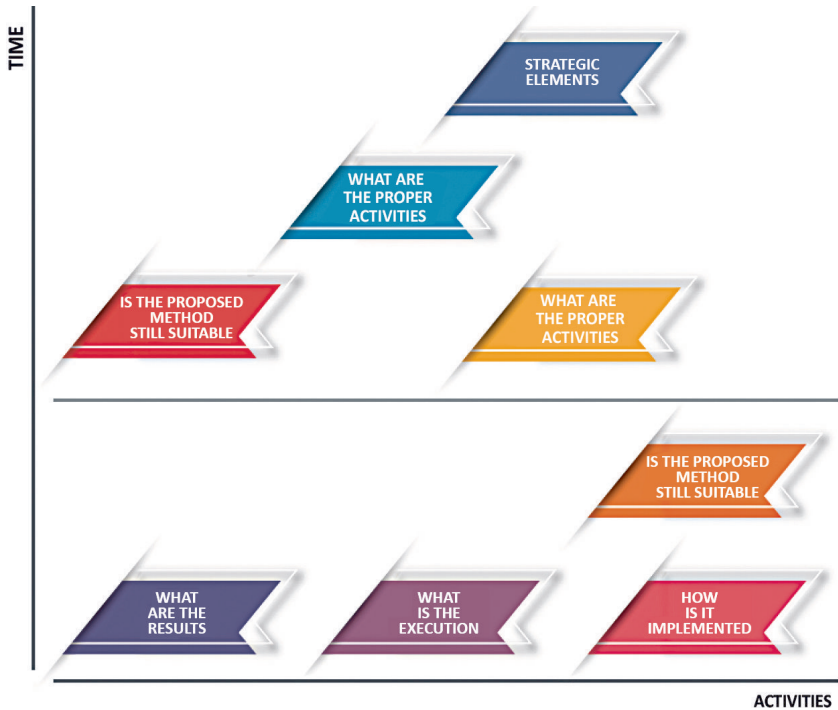 TIME
STRATEGIC
ELEMENTS
WHAT ARE
THE PROPER
ACTIVITIES
IS THE PROPOSED
METHOD
STILL SUITABLE
WHAT ARE
THE PROPER
ACTIVITIES
IS THE PROPOSED
METHOD
STILL SUITABLE
WHAT
ARE THE
RESULTS
WHAT
IS THE
EXECUTION
HOW
IS IT
IMPLEMENTED
ACTIVITIES